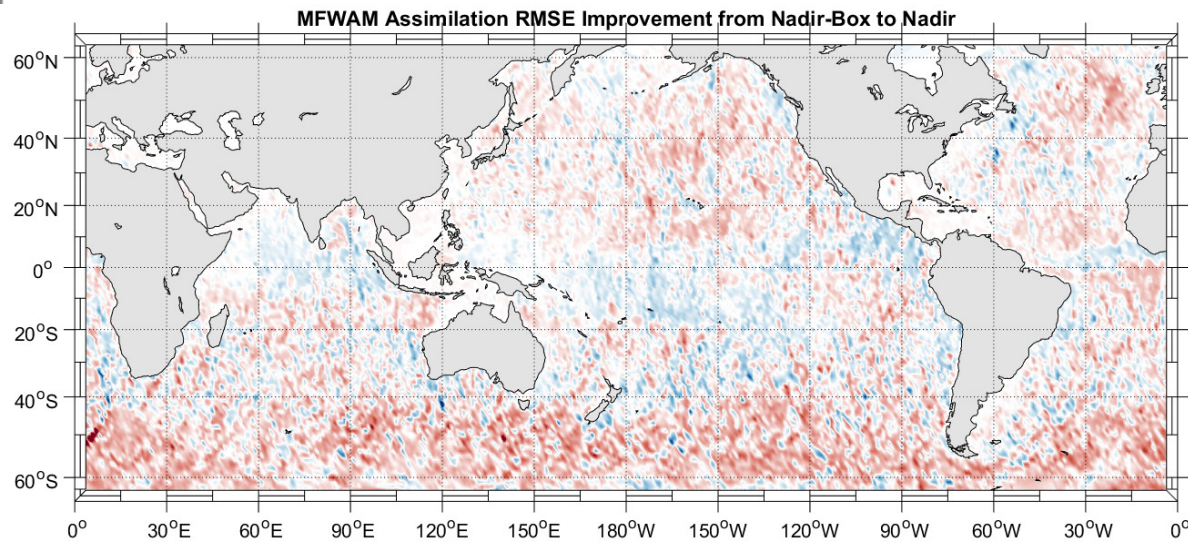 MFWAM Assimilation RMSE Improvement from Nadir-Box to Nadir
60°N
40°N
20°N
0°
20°S
40°S
60°S
0° 30°E 60°E 90°E 120°E 150°E 180°W 150°W 120°W 90°W 60°W 30°W 0°